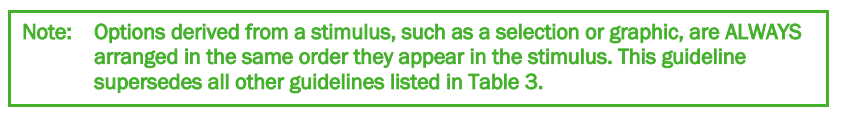 Note: Options derived from a stimulus, such as a selection or graphic, are ALWAYS
arranged in the same order they appear in the stimulus. This guideline
supersedes all other guidelines listed in Table 3.